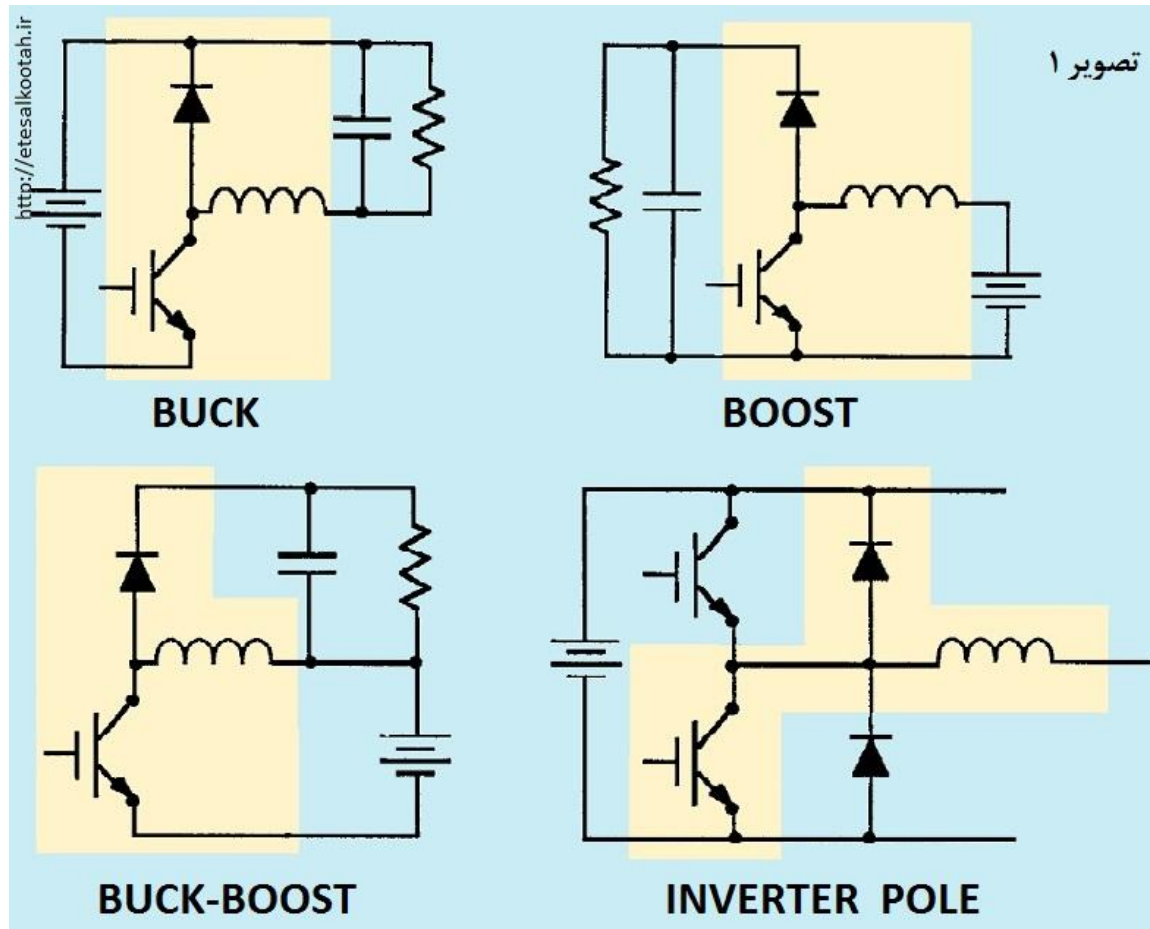 http://etesalkootah.ir
تصویر ۱
BUCK
BOOST
BUCK-BOOST
INVERTER POLE